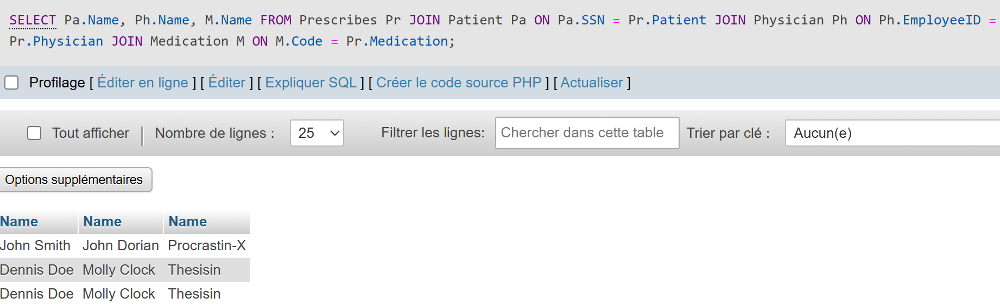 SELECT Pa.Name, Ph.Name, M.Name FROM Prescribes Pr JOIN Patient Pa ON Pa.SSN = Pr.Patient JOIN Physician Ph ON Ph.EmployeeID =
Pr.Physician JOIN Medication M ON M.Code = Pr.Medication;
Profilage [ Éditer en ligne ] [ Éditer ] [ Expliquer SQL ] [ Créer le code source PHP ] [ Actualiser ]
Tout afficher | Nombre de lignes : 25 Filtrer les lignes: Chercher dans cette table Trier par clé : Aucun(e)
Options supplémentaires
Name Name Name
John Smith John Dorian Procrastin-X
Dennis Doe Molly Clock Thesisin
Dennis Doe Molly Clock Thesisin